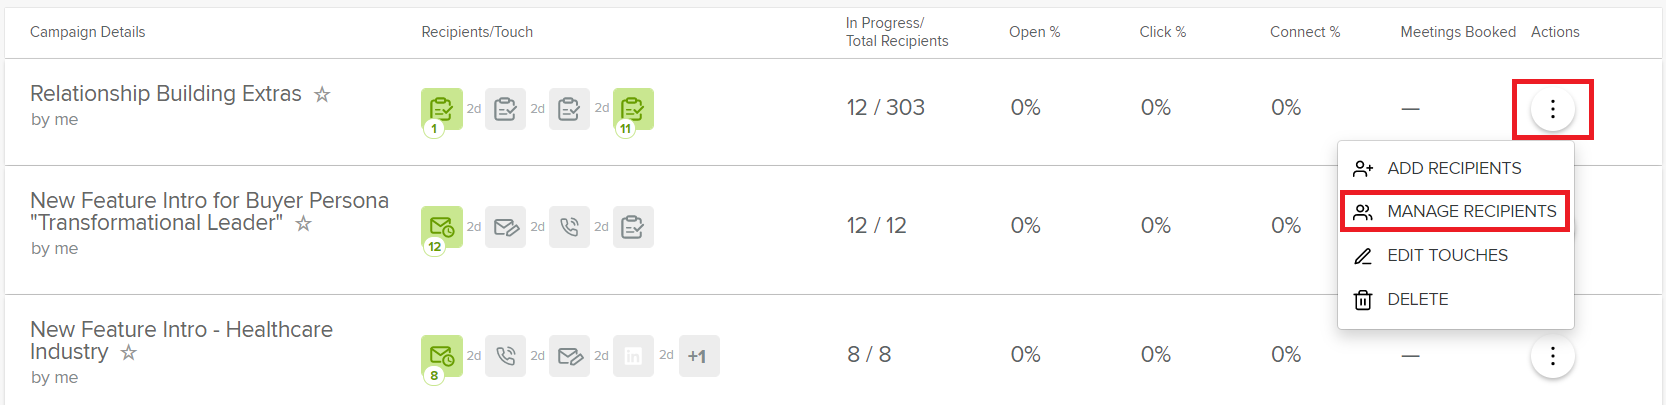 Campaign Details
Recipients/Touch
In Progress/
Total Recipients
Open %
Click %
Connect %
Meetings Booked
Actions
Relationship Building Extras
by me
1
2d
2d
2d
11
12 / 303
0%
0%
0%
—
New Feature Intro for Buyer Persona
"Transformational Leader"
by me
12
2d
2d
2d
12 / 12
0%
0%
0%
ADD RECIPIENTS
MANAGE RECIPIENTS
EDIT TOUCHES
DELETE
New Feature Intro - Healthcare
Industry
by me
8
2d
2d
2d
in
2d
+1
8 / 8
0%
0%
0%
—